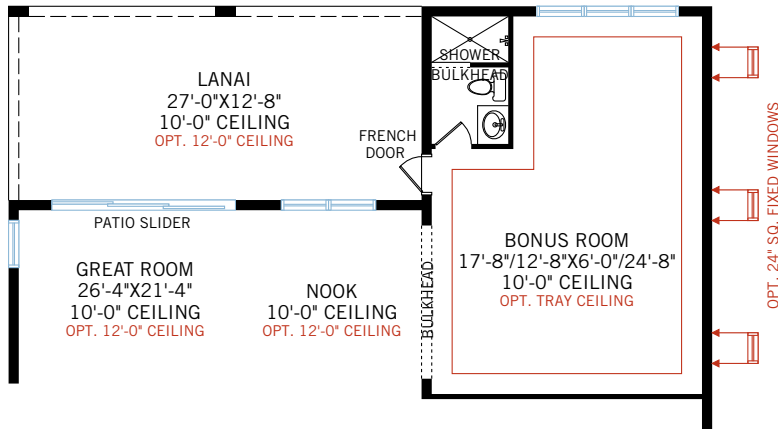 LANAI
27'-0"X12'-8"
10'-0" CEILING
OPT. 12'-0" CEILING
SHOWER
BULKHEAD
FRENCH
DOOR
PATIO SLIDER
GREAT ROOM
26'-4"X21'-4"
10'-0" CEILING
OPT. 12'-0" CEILING
NOOK
10'-0" CEILING
OPT. 12'-0" CEILING
BULKHEAD
BONUS ROOM
17'-8"/12'-8"X6'-0"/24'-8"
10'-0" CEILING
OPT. TRAY CEILING
OPT. 24" SQ. FIXED WINDOWS